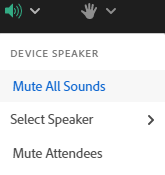 DEVICE SPEAKER
Mute All Sounds
Select Speaker
Mute Attendees